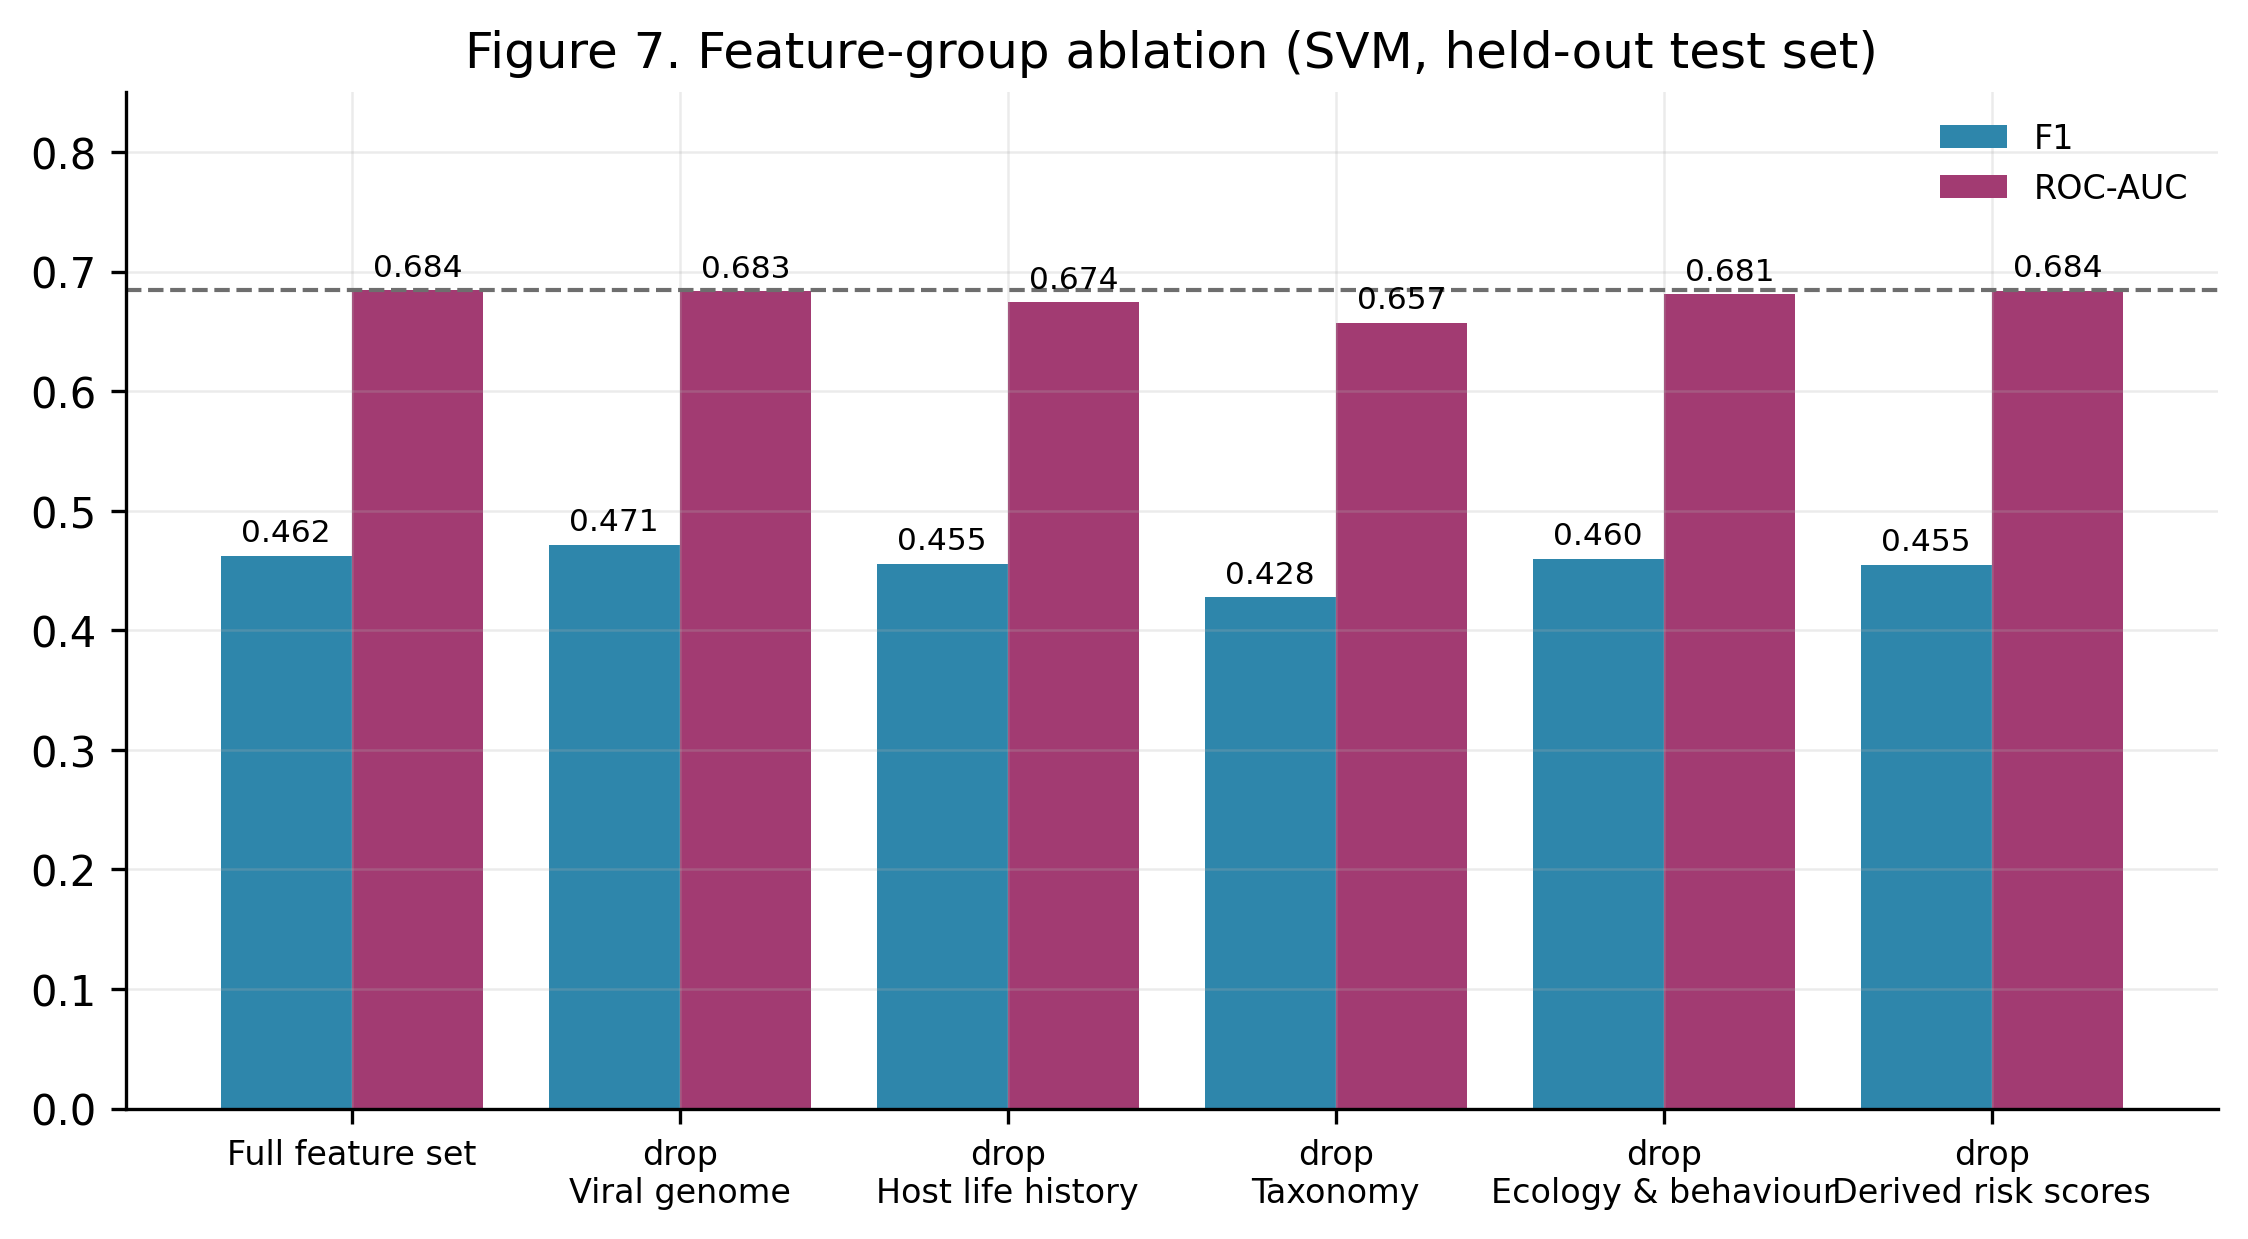 Figure 7. Feature-group ablation (SVM, held-out test set)
F1
ROC-AUC
0.8
0.7
0.6
0.5
0.4
0.3
0.2
0.1
0.0
0.462
0.684
0.471
0.683
0.455
0.674
0.428
0.657
0.460
0.681
0.455
0.684
Full feature set
drop
Viral genome
drop
Host life history
drop
Taxonomy
drop
Ecology & behaviour
drop
Derived risk scores